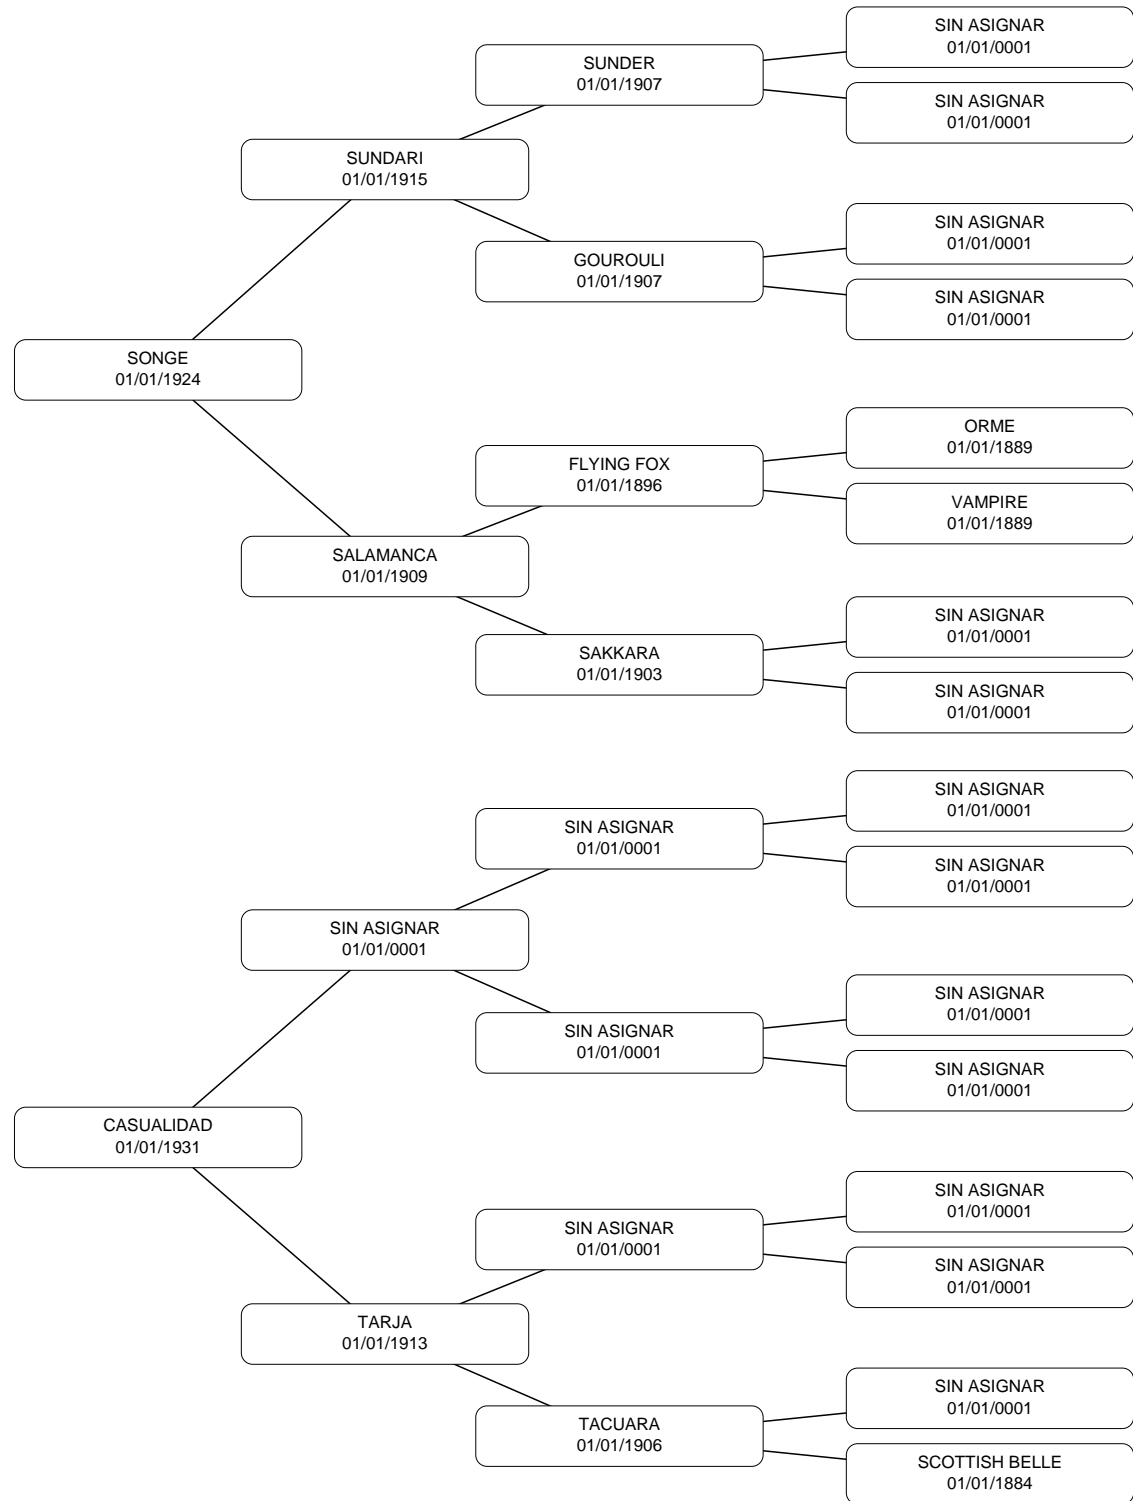 SIN ASIGNAR
01/01/0001
SUNDER
01/01/1907
SIN ASIGNAR
01/01/0001
SUNDARI
01/01/1915
SIN ASIGNAR
01/01/0001
GOUROULI
01/01/1907
SIN ASIGNAR
01/01/0001
SONGE
01/01/1924
ORME
01/01/1889
FLYING FOX
01/01/1896
VAMPIRE
01/01/1889
SALAMANCA
01/01/1909
SIN ASIGNAR
01/01/0001
SAKKARA
01/01/1903
SIN ASIGNAR
01/01/0001
SIN ASIGNAR
01/01/0001
SIN ASIGNAR
01/01/0001
SIN ASIGNAR
01/01/0001
SIN ASIGNAR
01/01/0001
SIN ASIGNAR
01/01/0001
SIN ASIGNAR
01/01/0001
SIN ASIGNAR
01/01/0001
CASUALIDAD
01/01/1931
SIN ASIGNAR
01/01/0001
SIN ASIGNAR
01/01/0001
SIN ASIGNAR
01/01/0001
TARJA
01/01/1913
SIN ASIGNAR
01/01/0001
TACUARA
01/01/1906
SCOTTISH BELLE
01/01/1884